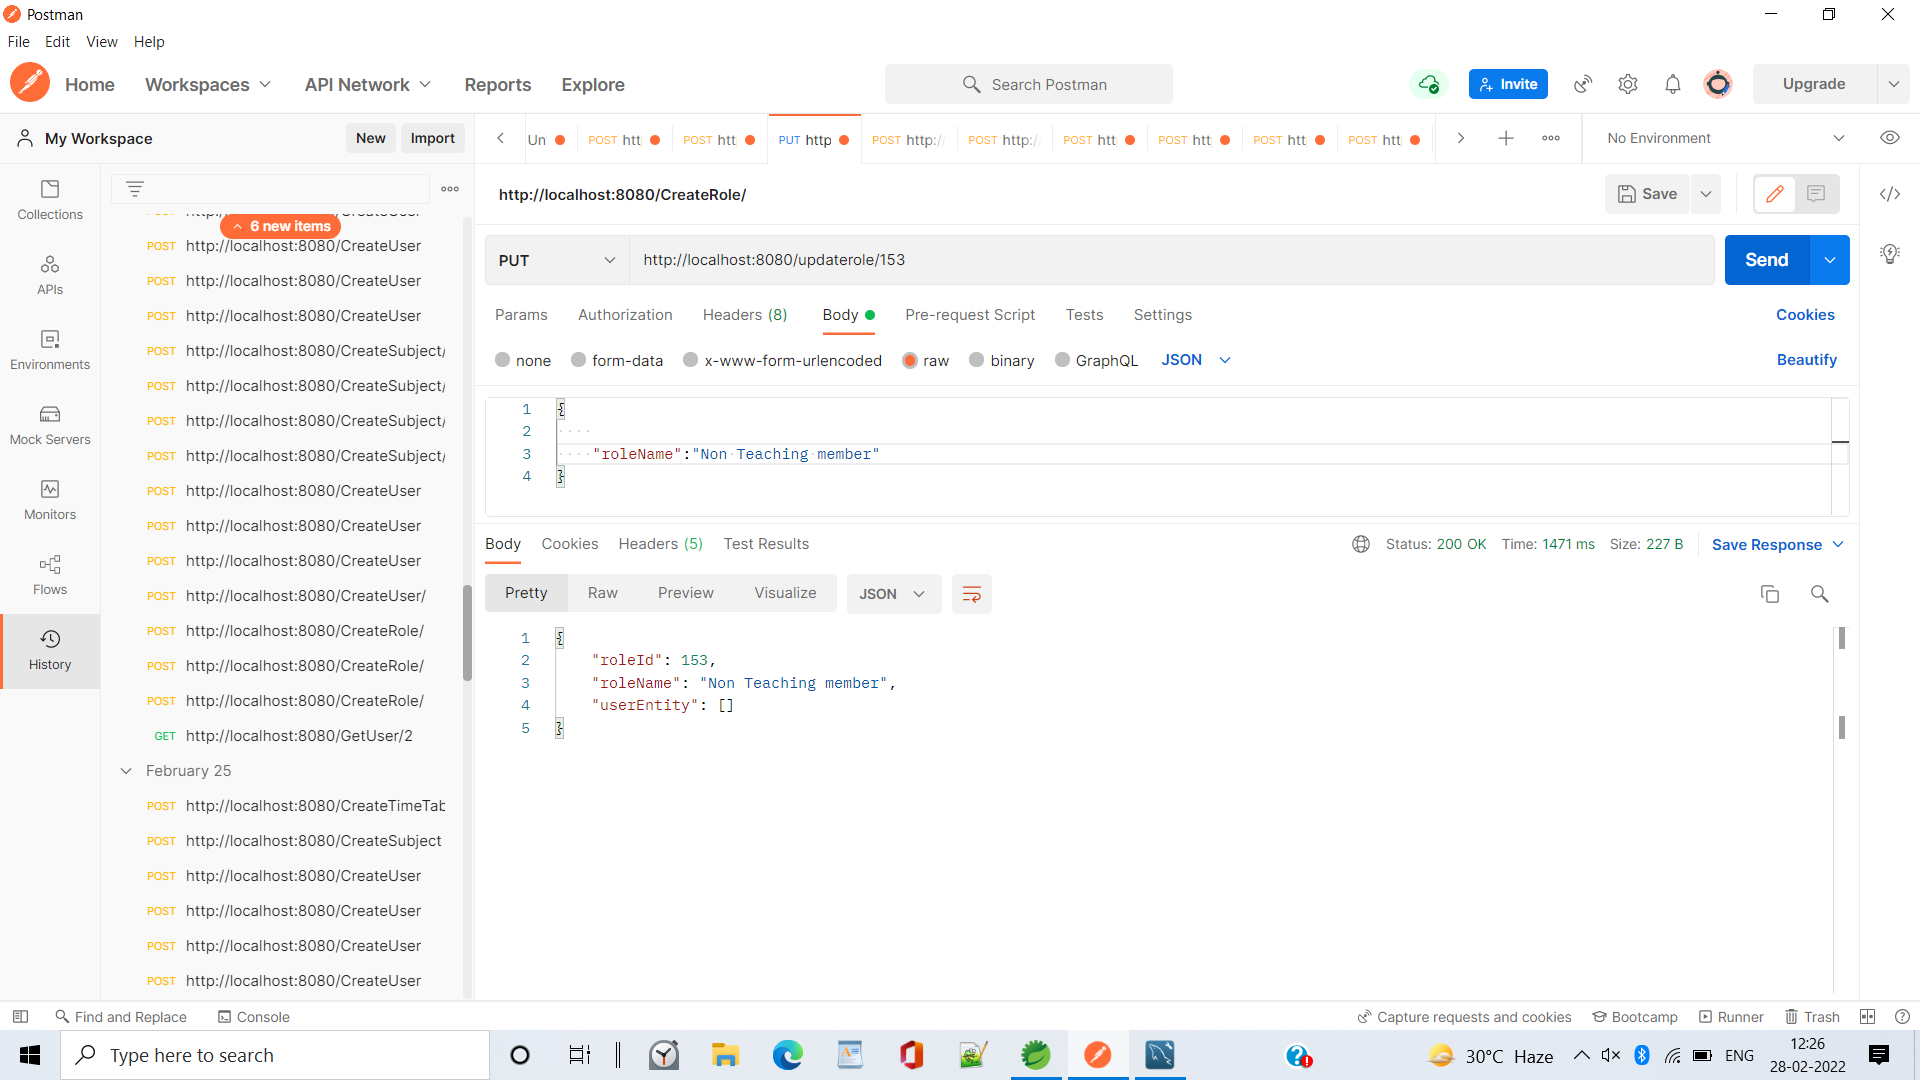 Postman
File Edit View Help
Home Workspaces API Network Reports Explore
Search Postman
Invite
Upgrade
My Workspace
New Import
Un
POST htt
POST htt
PUT http
POST http:/
POST http:/
POST htt
POST htt
POST htt
POST htt
No Environment
Collections
APIs
Environments
Mock Servers
Monitors
Flows
History
6 new items
POST http://localhost:8080/CreateUser
POST http://localhost:8080/CreateUser
POST http://localhost:8080/CreateUser
POST http://localhost:8080/CreateSubject/
POST http://localhost:8080/CreateSubject/
POST http://localhost:8080/CreateSubject/
POST http://localhost:8080/CreateSubject/
POST http://localhost:8080/CreateUser
POST http://localhost:8080/CreateUser
POST http://localhost:8080/CreateUser
POST http://localhost:8080/CreateUser/
POST http://localhost:8080/CreateRole/
POST http://localhost:8080/CreateRole/
POST http://localhost:8080/CreateRole/
GET http://localhost:8080/GetUser/2
February 25
POST http://localhost:8080/CreateTimeTab
POST http://localhost:8080/CreateSubject
POST http://localhost:8080/CreateUser
POST http://localhost:8080/CreateUser
POST http://localhost:8080/CreateUser
POST http://localhost:8080/CreateUser
http://localhost:8080/CreateRole/
Save
PUT http://localhost:8080/updaterole/153
Send
Params Authorization Headers (8) Body Pre-request Script Tests Settings
Cookies
none form-data x-www-form-urlencoded raw binary GraphQL JSON
Beautify
1 {
2
3 "roleName":"Non Teaching member"
4 }
Body Cookies Headers (5) Test Results
Status: 200 OK Time: 1471 ms Size: 227 B Save Response
Pretty Raw Preview Visualize JSON
1 {
2 "roleId": 153,
3 "roleName": "Non Teaching member",
4 "userEntity": []
5 }
Find and Replace Console
Capture requests and cookies Bootcamp Runner Trash
Type here to search
30°C Haze
ENG
12:26
28-02-2022